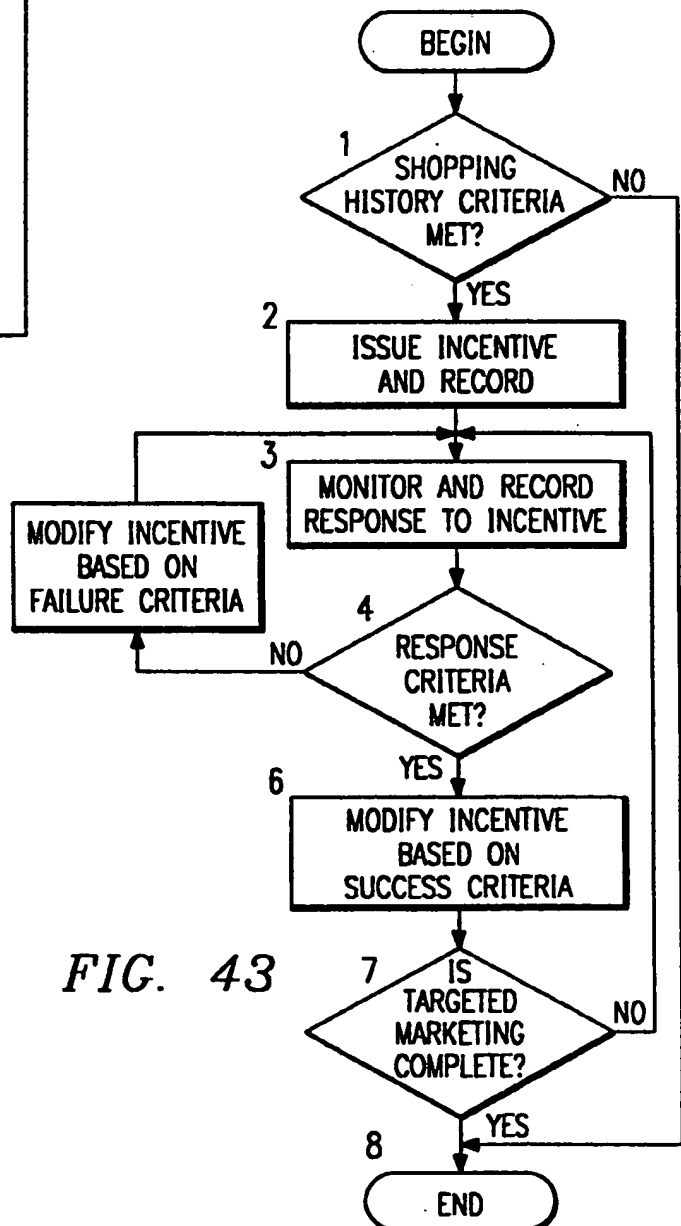 BEGIN
1
SHOPPING
HISTORY CRITERIA
MET?
NO
YES
2
ISSUE INCENTIVE
AND RECORD
3
MONITOR AND RECORD
RESPONSE TO INCENTIVE
MODIFY INCENTIVE
BASED ON
FAILURE CRITERIA
4
RESPONSE
CRITERIA
MET?
NO
YES
6
MODIFY INCENTIVE
BASED ON
SUCCESS CRITERIA
FIG. 43
7
IS
TARGETED
MARKETING
COMPLETE?
NO
YES
8
END